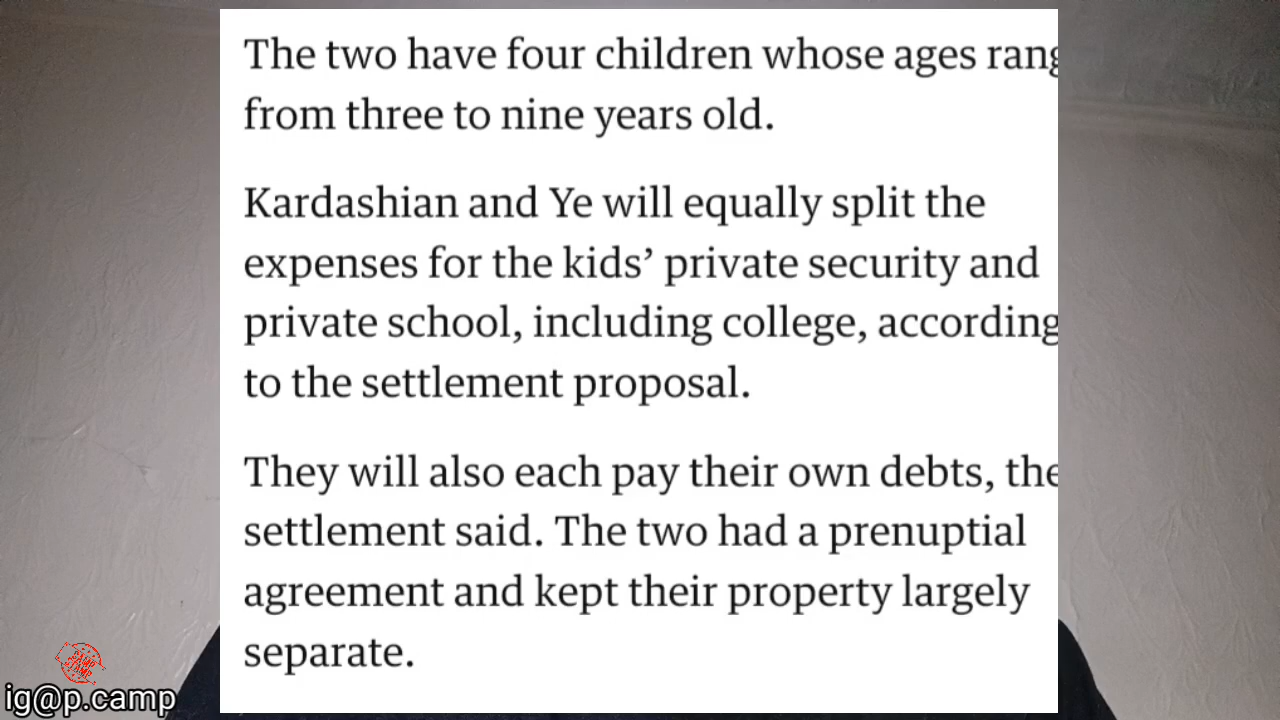 The two have four children whose ages rang
from three to nine years old.
Kardashian and Ye will equally split the
expenses for the kids’ private security and
private school, including college, according
to the settlement proposal.
They will also each pay their own debts, the
settlement said. The two had a prenuptial
agreement and kept their property largely
separate.
CAMP
STAMP
ig@p.camp